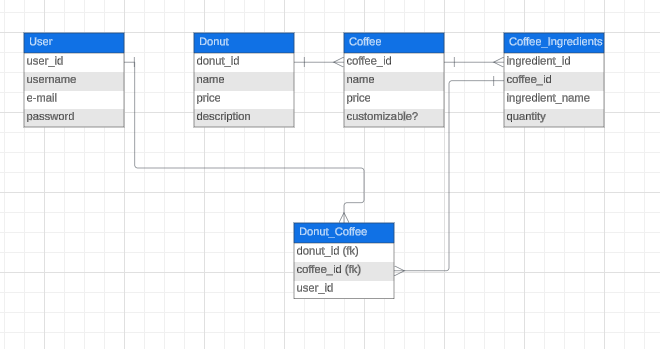 User
user_id
username
e-mail
password
Donut
donut_id
name
price
description
Coffee
coffee_id
name
price
customizable?
Coffee_Ingredients
ingredient_id
coffee_id
ingredient_name
quantity
Donut_Coffee
donut_id (fk)
coffee_id (fk)
user_id